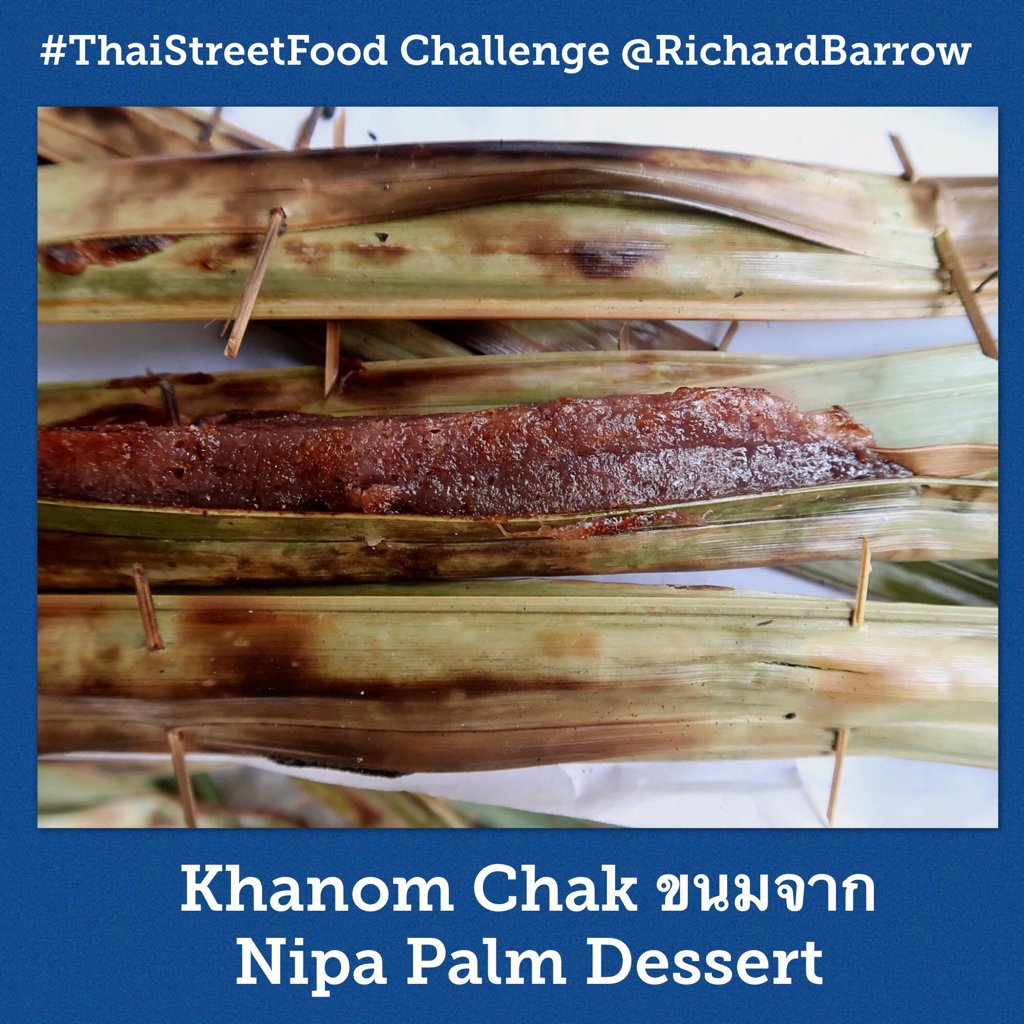 #ThaiStreetFood Challenge @RichardBarrow
Khanom Chak ขนมจาก
Nipa Palm Dessert